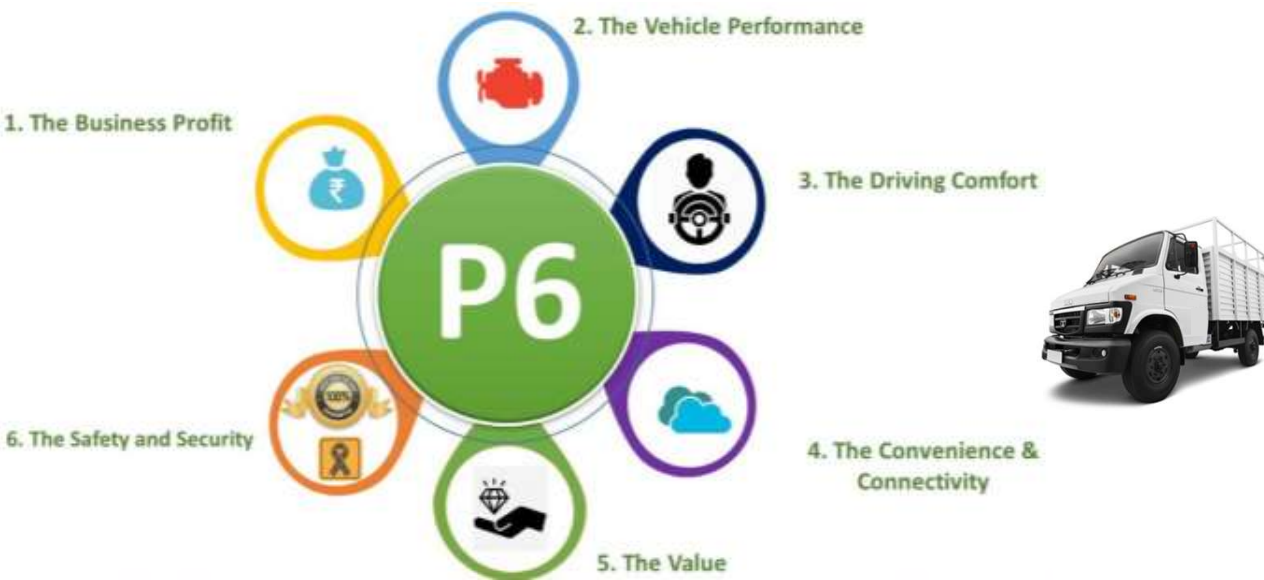 1. The Business Profit
2. The Vehicle Performance
3. The Driving Comfort
4. The Convenience &
Connectivity
5. The Value
6. The Safety and Security
P6
₹
100%